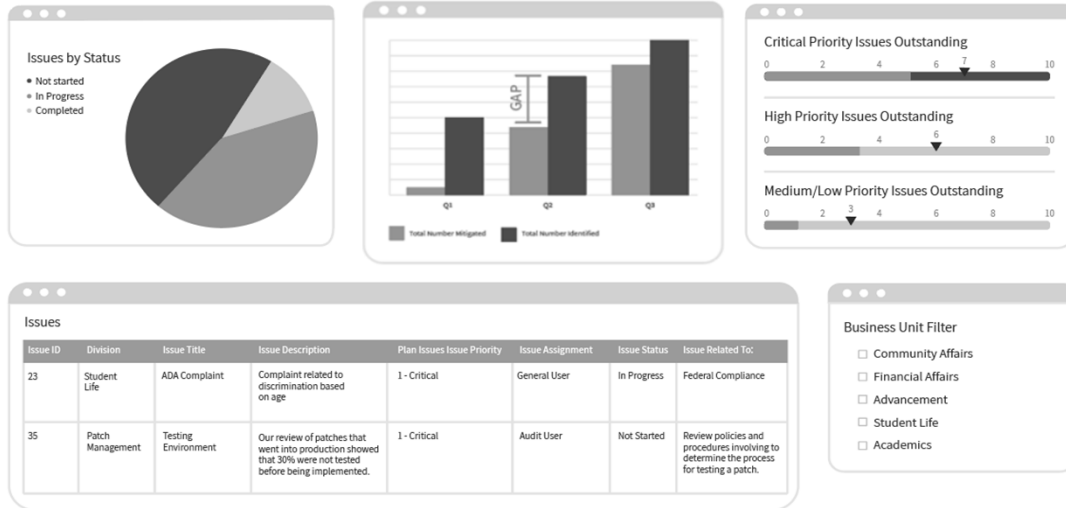 Issues by Status
Not started
In Progress
Completed
GAP
Q1
Q2
Q3
Total Number Mitigated
Total Number Identified
Critical Priority Issues Outstanding
0 2 4 6 7 8 10
High Priority Issues Outstanding
0 2 4 6 8 10
Medium/Low Priority Issues Outstanding
0 2 3 4 6 8 10
Issues
Issue ID Division Issue Title Issue Description Plan Issues Issue Priority Issue Assignment Issue Status Issue Related To:
23
Student
Life
ADA Complaint
Complaint related to
discrimination based
on age
1 - Critical
General User
In Progress
Federal Compliance
35
Patch
Management
Testing
Environment
Our review of patches that
went into production showed
that 30% were not tested
before being implemented.
1 - Critical
Audit User
Not Started
Review policies and
procedures involving to
determine the process
for testing a patch.
Business Unit Filter
Community Affairs
Financial Affairs
Advancement
Student Life
Academics